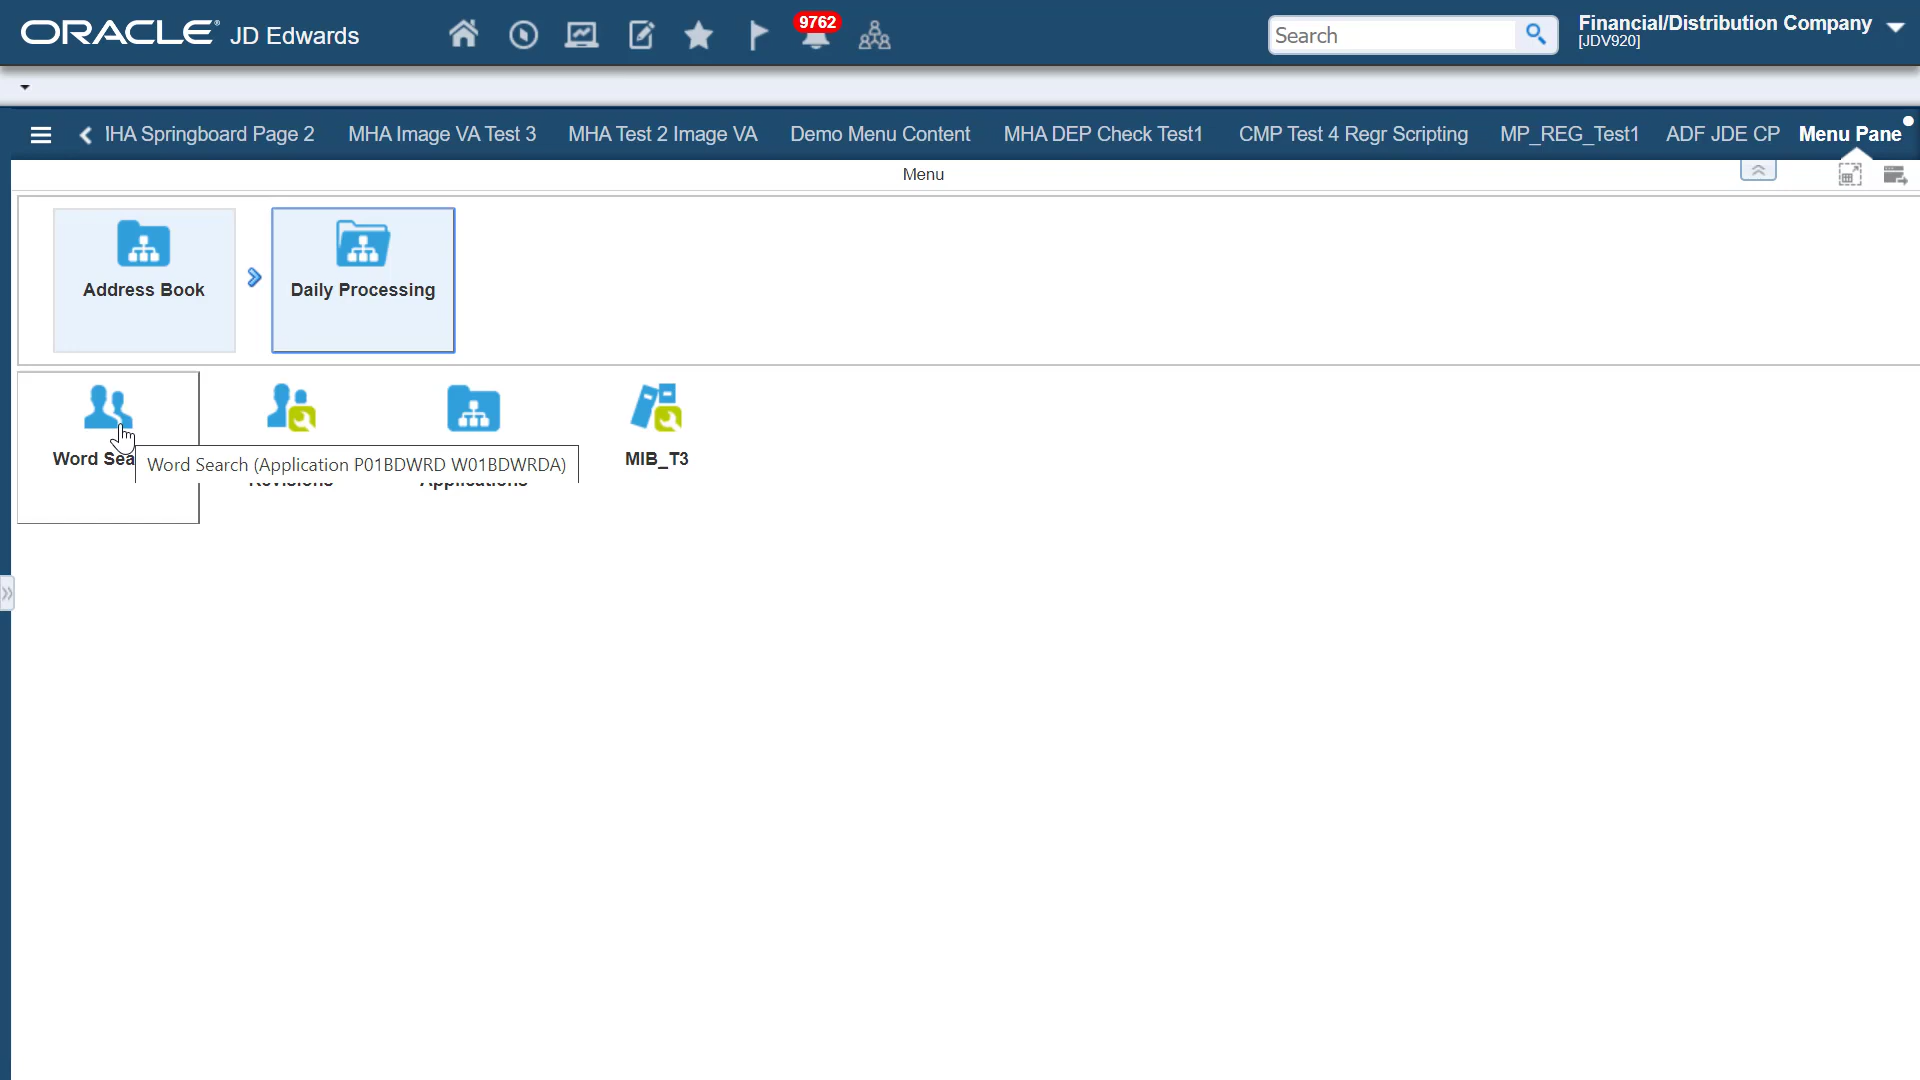 ORACLE JD Edwards
9762
Search
Financial/Distribution Company
[JDV920]
IHA Springboard Page 2
MHA Image VA Test 3
MHA Test 2 Image VA
Demo Menu Content
MHA DEP Check Test1
CMP Test 4 Regr Scripting
MP_REG_Test1
ADF JDE CP
Menu Pane
Menu
Address Book
Daily Processing
Word Sea
Word Search (Application P01BDWRD W01BDWRDA)
Revisions
Applications
MIB_T3